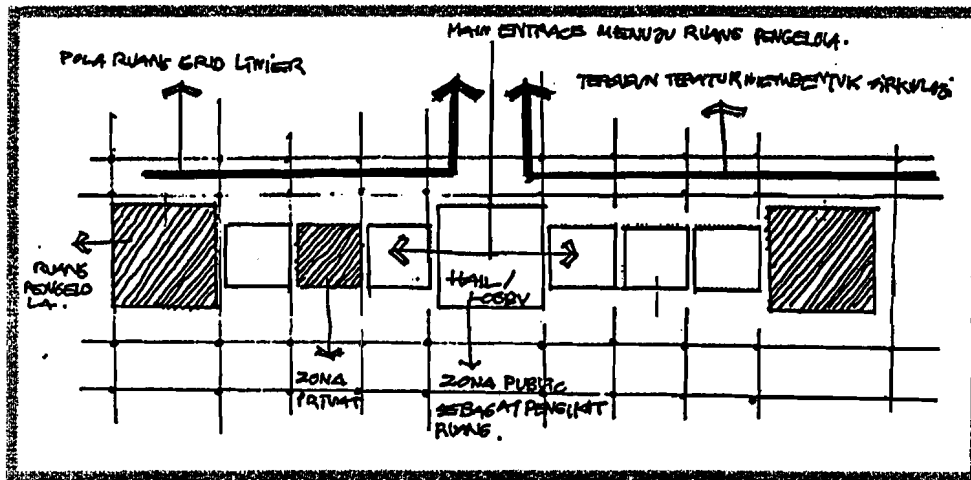 MAIN ENTRACE MENUJU RUANG PENGELOLA.
POLA RUANG GRID LINIER
TERATUR MEMBENTUK SIRKULASI
RUANG
PENGELO
LA.
HALL/
LOBBY
ZONA
PRIVAT
ZONA PUBLIC
SEBAGAI PENGIKAT
RUANG.